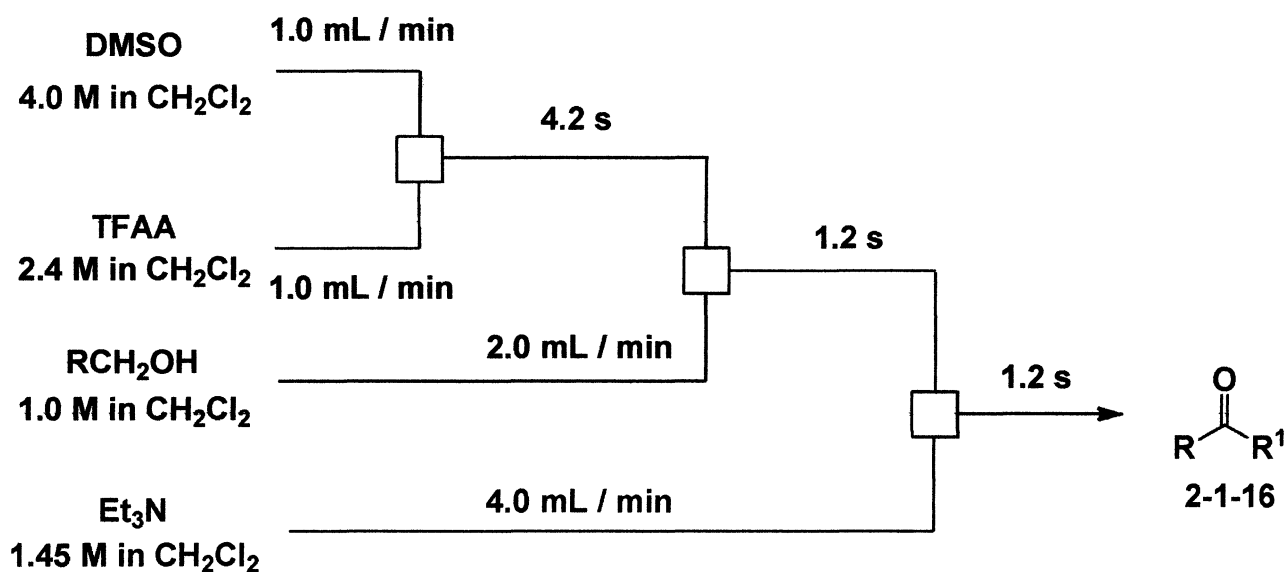 1.0 mL / min
DMSO
4.0 M in CH₂Cl₂
4.2 s
TFAA
2.4 M in CH₂Cl₂
1.0 mL / min
1.2 s
RCH₂OH
1.0 M in CH₂Cl₂
2.0 mL / min
1.2 s
O
R R¹
2-1-16
Et₃N
1.45 M in CH₂Cl₂
4.0 mL / min